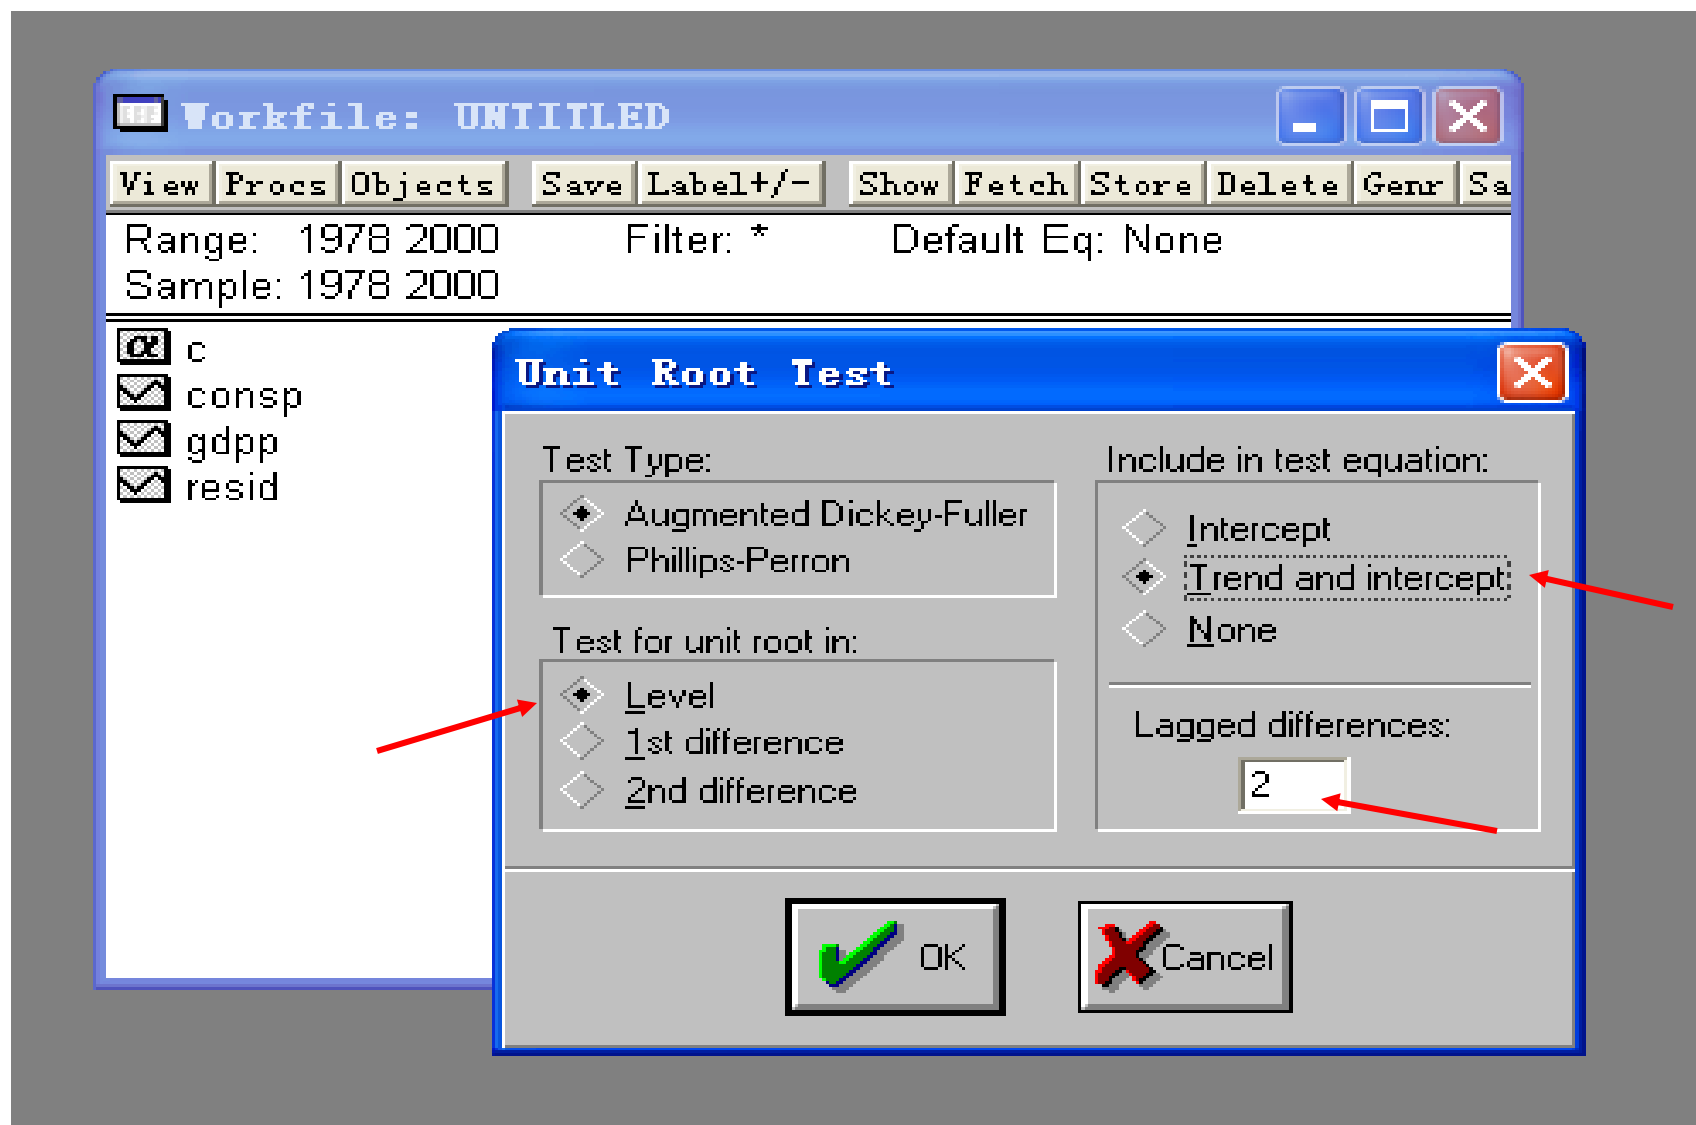 Workfile: UNTITLED
View Procs Objects Save Label+/- Show Fetch Store Delete Genr Sa
Range: 1978 2000 Filter: * Default Eq: None
Sample: 1978 2000
α c
consp
gdpp
resid
Unit Root Test
Test Type:
Augmented Dickey-Fuller
Phillips-Perron
Test for unit root in:
Level
1st difference
2nd difference
Include in test equation:
Intercept
Trend and intercept
None
Lagged differences:
2
OK
Cancel